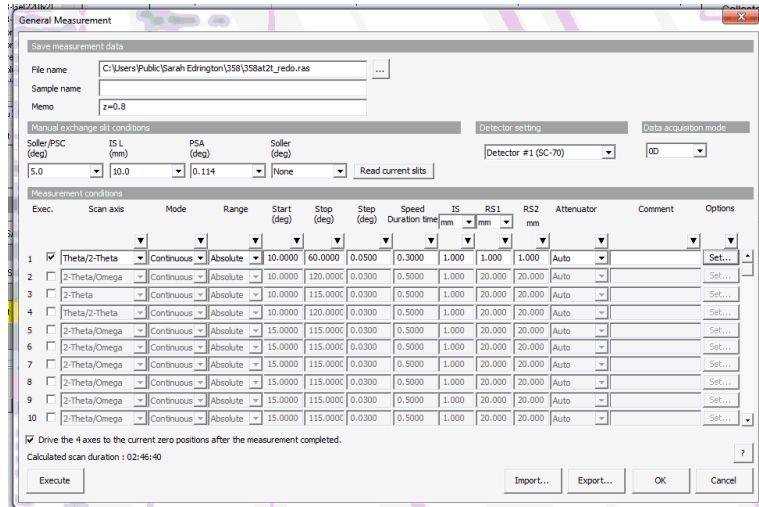 General Measurement
Save measurement data
File name C:\Users\Public\Sarah Edrington\358\358at2t_redo.ras ...
Sample name
Memo z=0.8
Manual exchange slit conditions Detector setting Data acquisition mode
Soller/PSC (deg) IS L (mm) PSA (deg) Soller (deg)
Detector #1 (SC-70) 0D
5.0 10.0 0.114 None Read current slits
Measurement conditions
Exec. Scan axis Mode Range Start (deg) Stop (deg) Step (deg) Speed Duration time IS mm RS1 mm RS2 mm Attenuator Comment Options
1 Theta/2-Theta Continuous Absolute 10.0000 60.0000 0.0500 0.3000 1.000 1.000 1.000 Auto Set...
2 2-Theta/Omega Continuous Absolute 10.0000 120.0000 0.0300 0.5000 1.000 20.000 20.000 Auto Set...
3 2-Theta Continuous Absolute 10.0000 115.0000 0.0300 0.5000 1.000 20.000 20.000 Auto Set...
4 Theta/2-Theta Continuous Absolute 10.0000 120.0000 0.0300 0.5000 1.000 20.000 20.000 Auto Set...
5 2-Theta/Omega Continuous Absolute 15.0000 115.0000 0.0300 0.5000 1.000 20.000 20.000 Auto Set...
6 2-Theta/Omega Continuous Absolute 15.0000 115.0000 0.0300 0.5000 1.000 20.000 20.000 Auto Set...
7 2-Theta/Omega Continuous Absolute 15.0000 115.0000 0.0300 0.5000 1.000 20.000 20.000 Auto Set...
8 2-Theta/Omega Continuous Absolute 15.0000 115.0000 0.0300 0.5000 1.000 20.000 20.000 Auto Set...
9 2-Theta/Omega Continuous Absolute 15.0000 115.0000 0.0300 0.5000 1.000 20.000 20.000 Auto Set...
10 2-Theta/Omega Continuous Absolute 15.0000 115.0000 0.0300 0.5000 1.000 20.000 20.000 Auto Set...
Drive the 4 axes to the current zero positions after the measurement completed.
Calculated scan duration : 02:46:40 ?
Execute Import... Export... OK Cancel